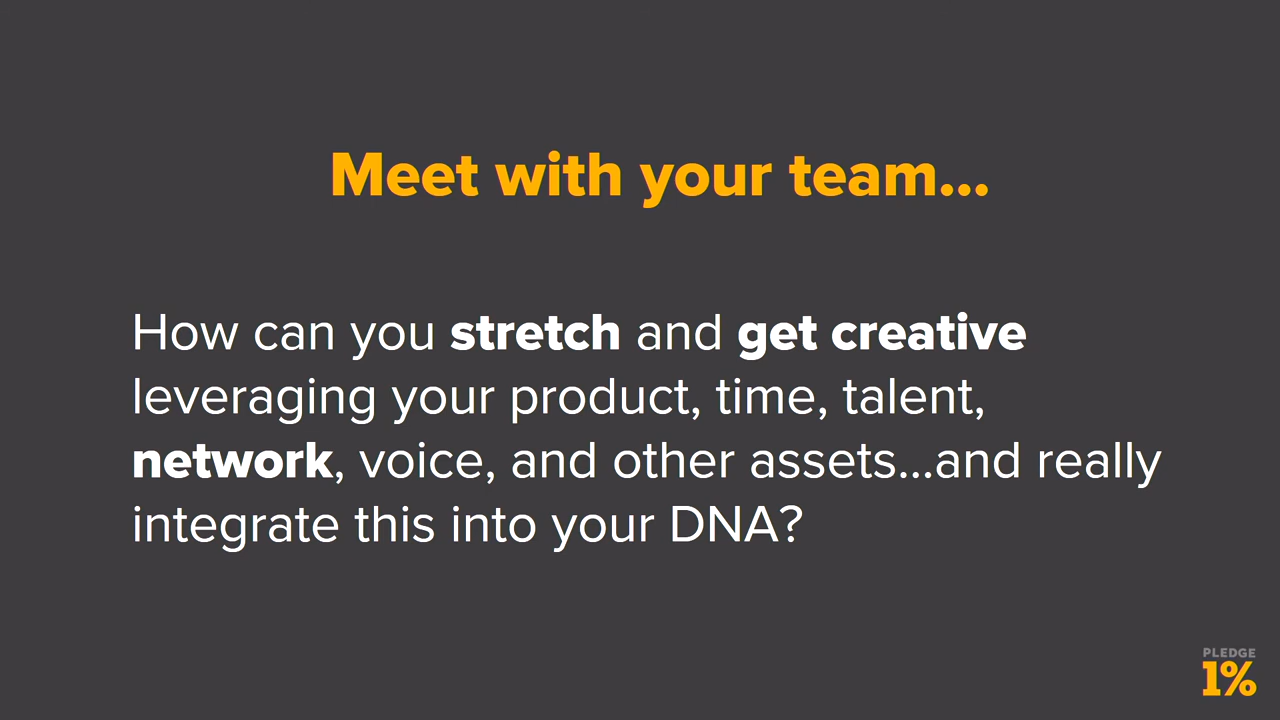 Meet with your team...
How can you stretch and get creative
leveraging your product, time, talent,
network, voice, and other assets...and really
integrate this into your DNA?
PLEDGE
1%